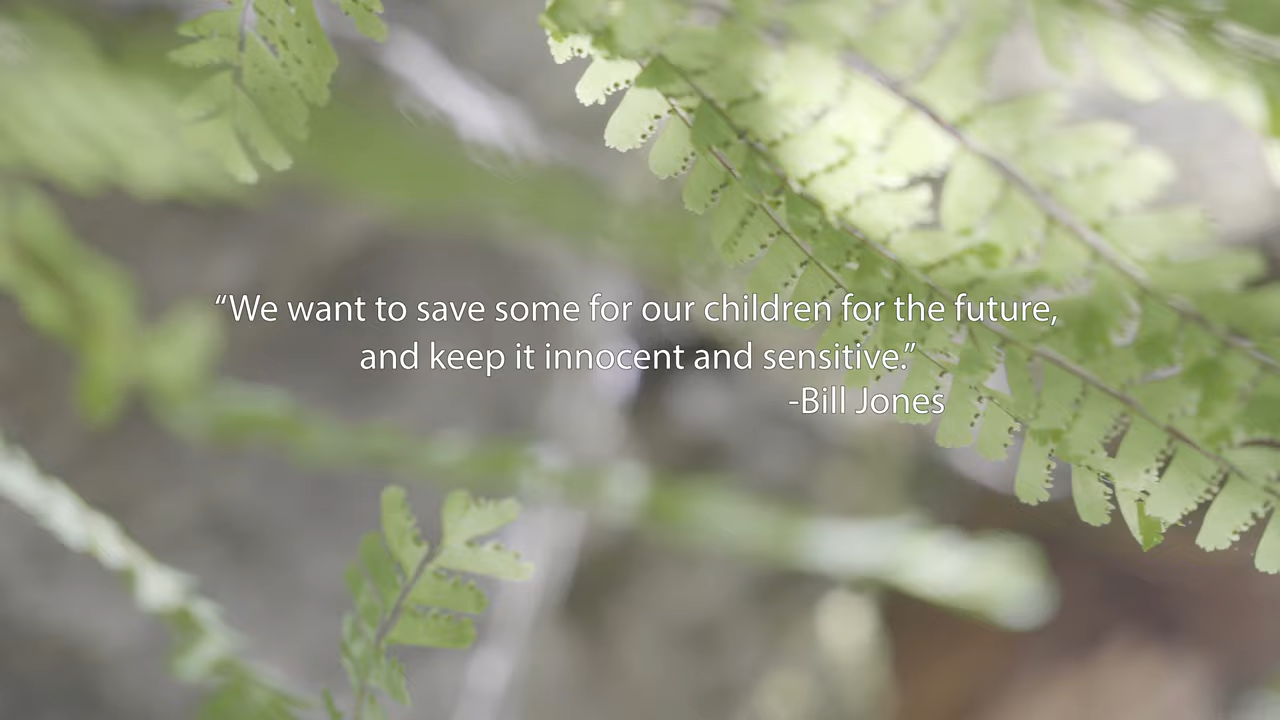 “We want to save some for our children for the future,
and keep it innocent and sensitive.”
-Bill Jones